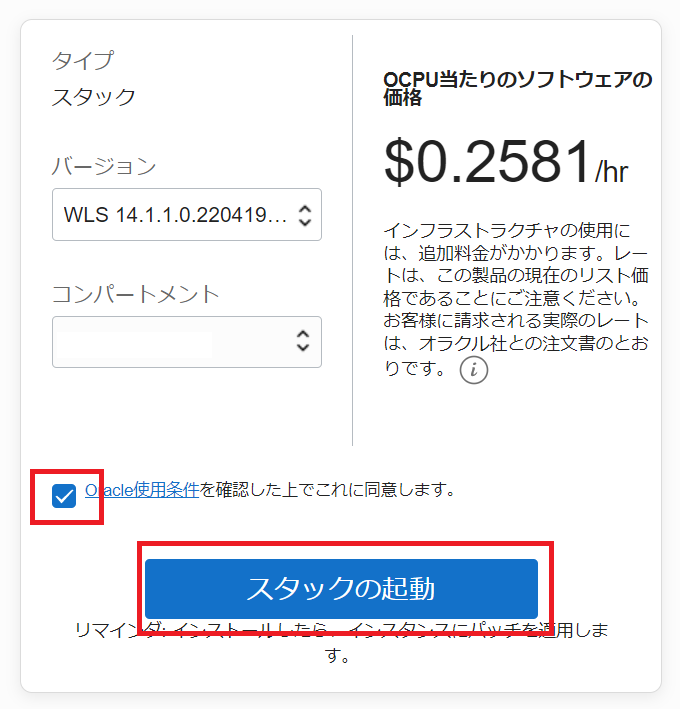 タイプ
スタック
バージョン
WLS 14.1.1.0.220419...
コンパートメント
OCPU当たりのソフトウェアの
価格
$0.2581/hr
インフラストラクチャの使用に
は、追加料金がかかります。レー
トは、この製品の現在のリスト価
格であることにご注意ください。
お客様に請求される実際のレート
は、オラクル社との注文書のとお
りです。 i
Oracle使用条件を確認した上でこれに同意します。
スタックの起動
リマインダ: インストールしたら、インスタンスにパッチを適用しま
す。